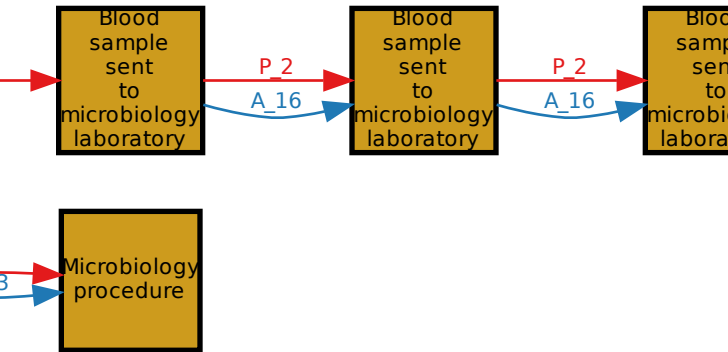 Blood
sample
sent
to
microbiology
laboratory
P_2
A_16
Blood
sample
sent
to
microbiology
laboratory
P_2
A_16
Microbiology
procedure